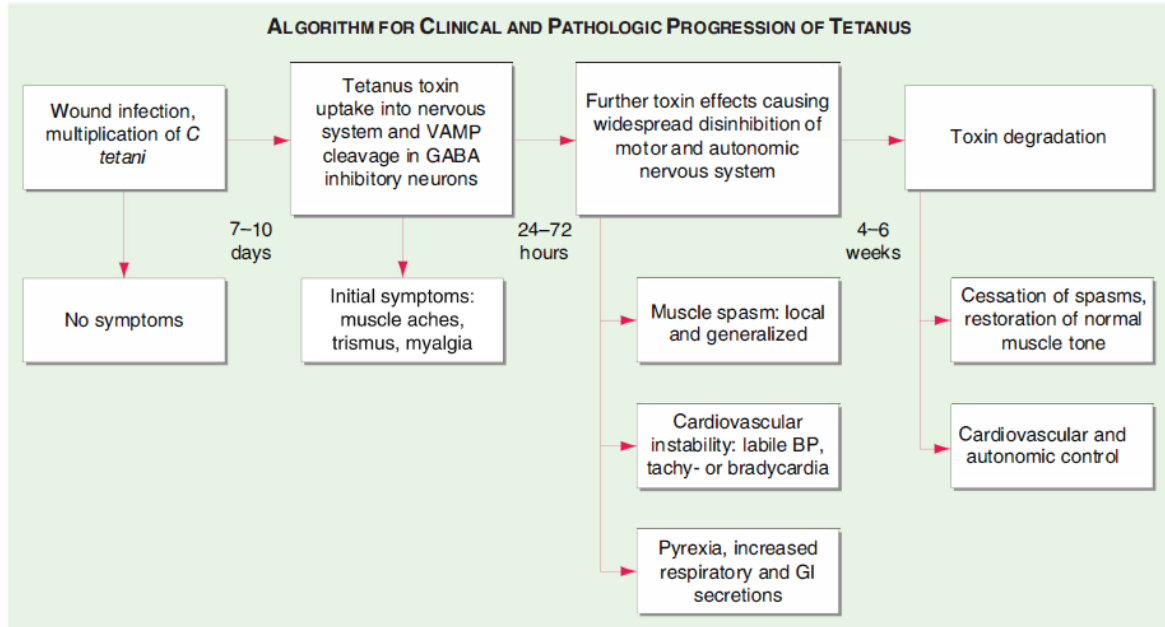 ALGORITHM FOR CLINICAL AND PATHOLOGIC PROGRESSION OF TETANUS
Wound infection,
multiplication of C
tetani
Tetanus toxin
uptake into nervous
system and VAMP
cleavage in GABA
inhibitory neurons
Further toxin effects causing
widespread disinhibition of
motor and autonomic
nervous system
Toxin degradation
7–10
days
24–72
hours
4–6
weeks
No symptoms
Initial symptoms:
muscle aches,
trismus, myalgia
Muscle spasm: local
and generalized
Cessation of spasms,
restoration of normal
muscle tone
Cardiovascular
instability: labile BP,
tachy- or bradycardia
Cardiovascular and
autonomic control
Pyrexia, increased
respiratory and GI
secretions